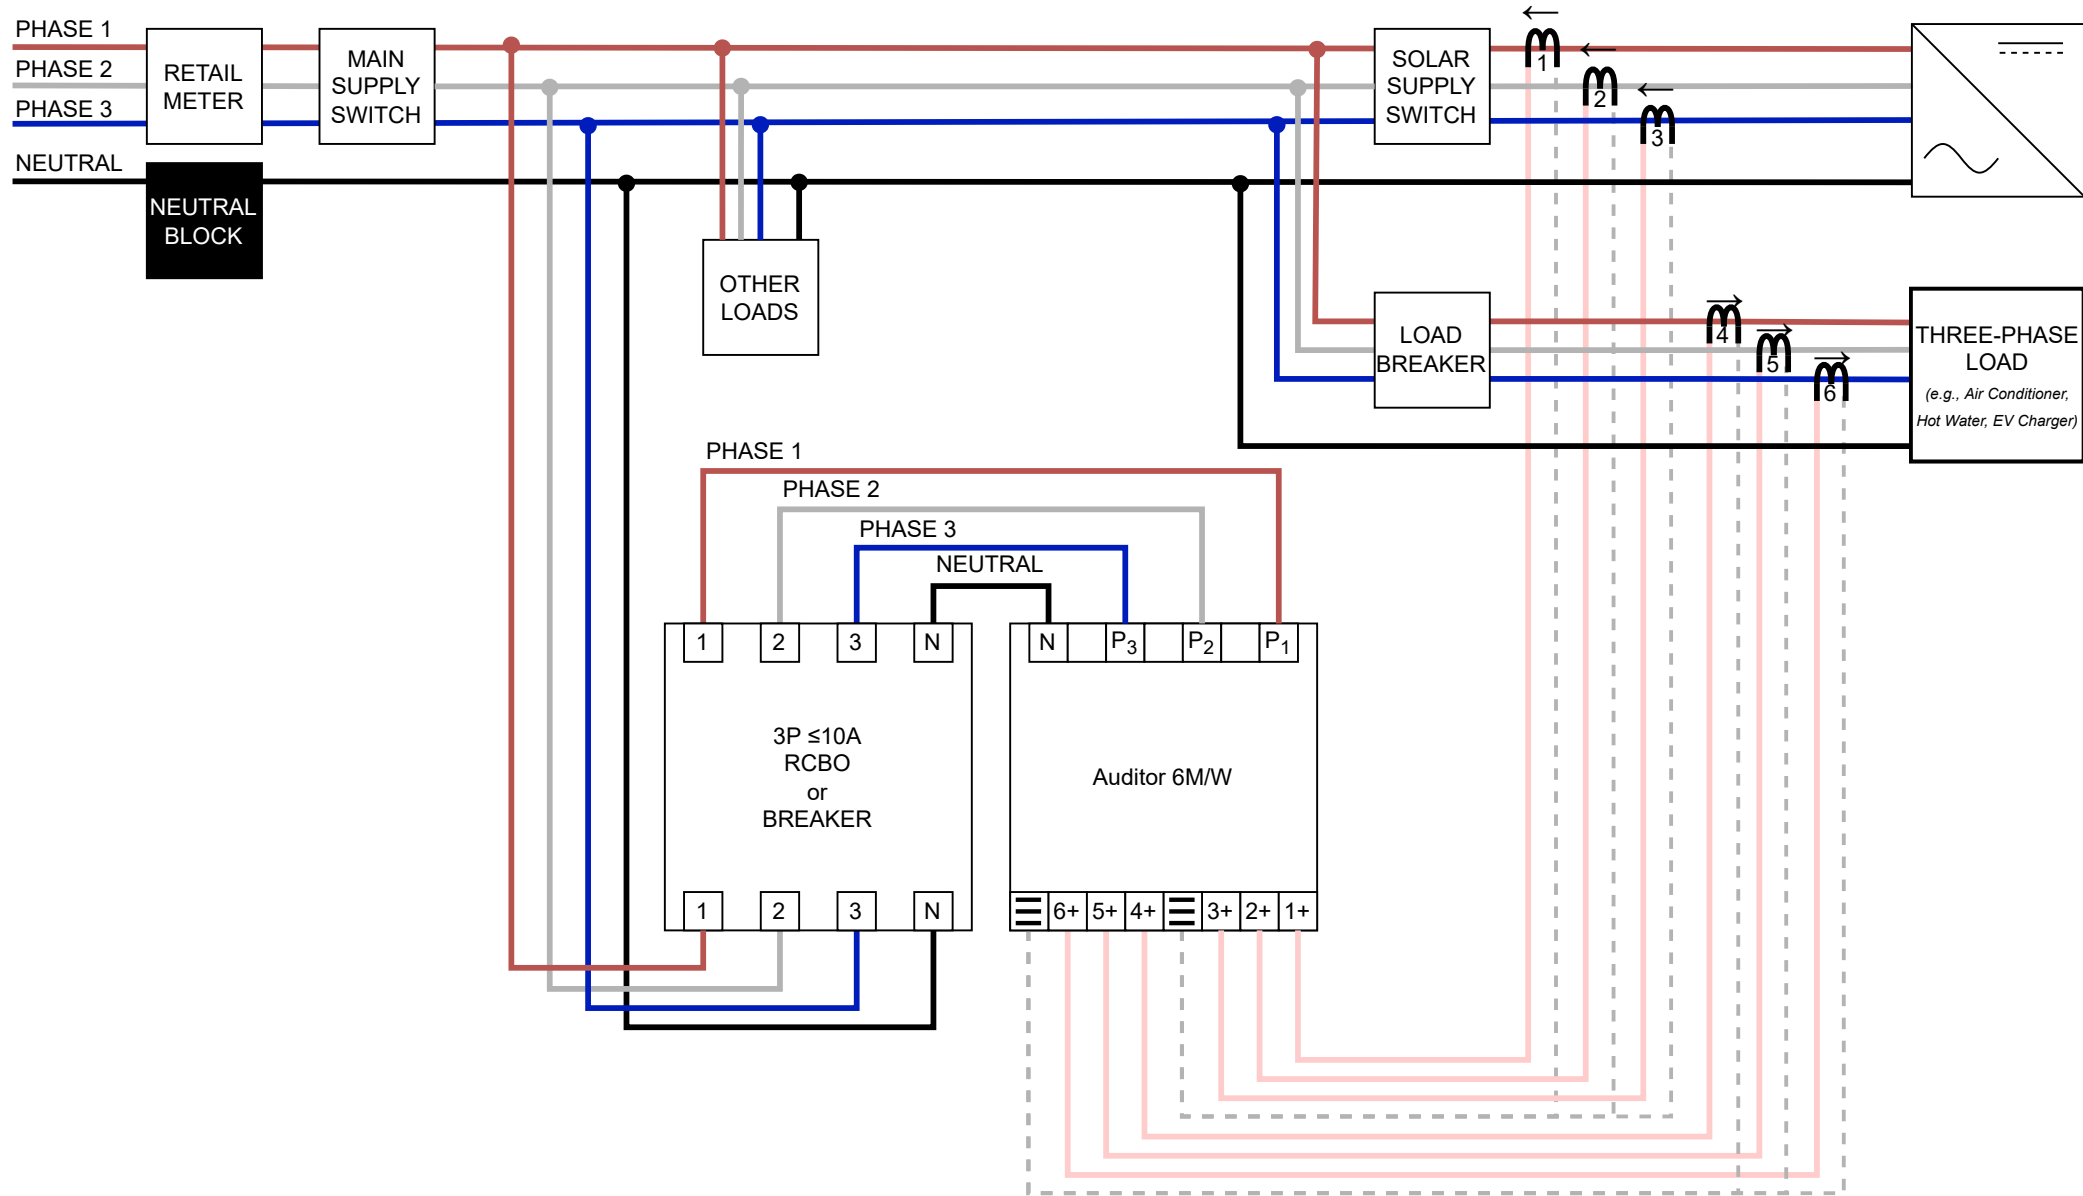 PHASE 1
PHASE 2
PHASE 3
NEUTRAL
RETAIL
METER
NEUTRAL
BLOCK
MAIN
SUPPLY
SWITCH
OTHER
LOADS
SOLAR
SUPPLY
SWITCH
1
2
3
LOAD
BREAKER
4
5
6
THREE-PHASE
LOAD
(e.g., Air Conditioner,
Hot Water, EV Charger)
PHASE 1
PHASE 2
PHASE 3
NEUTRAL
1 2 3 N
3P ≤10A
RCBO
or
BREAKER
1 2 3 N
N P3 P2 P1
Auditor 6M/W
6+ 5+ 4+ 3+ 2+ 1+